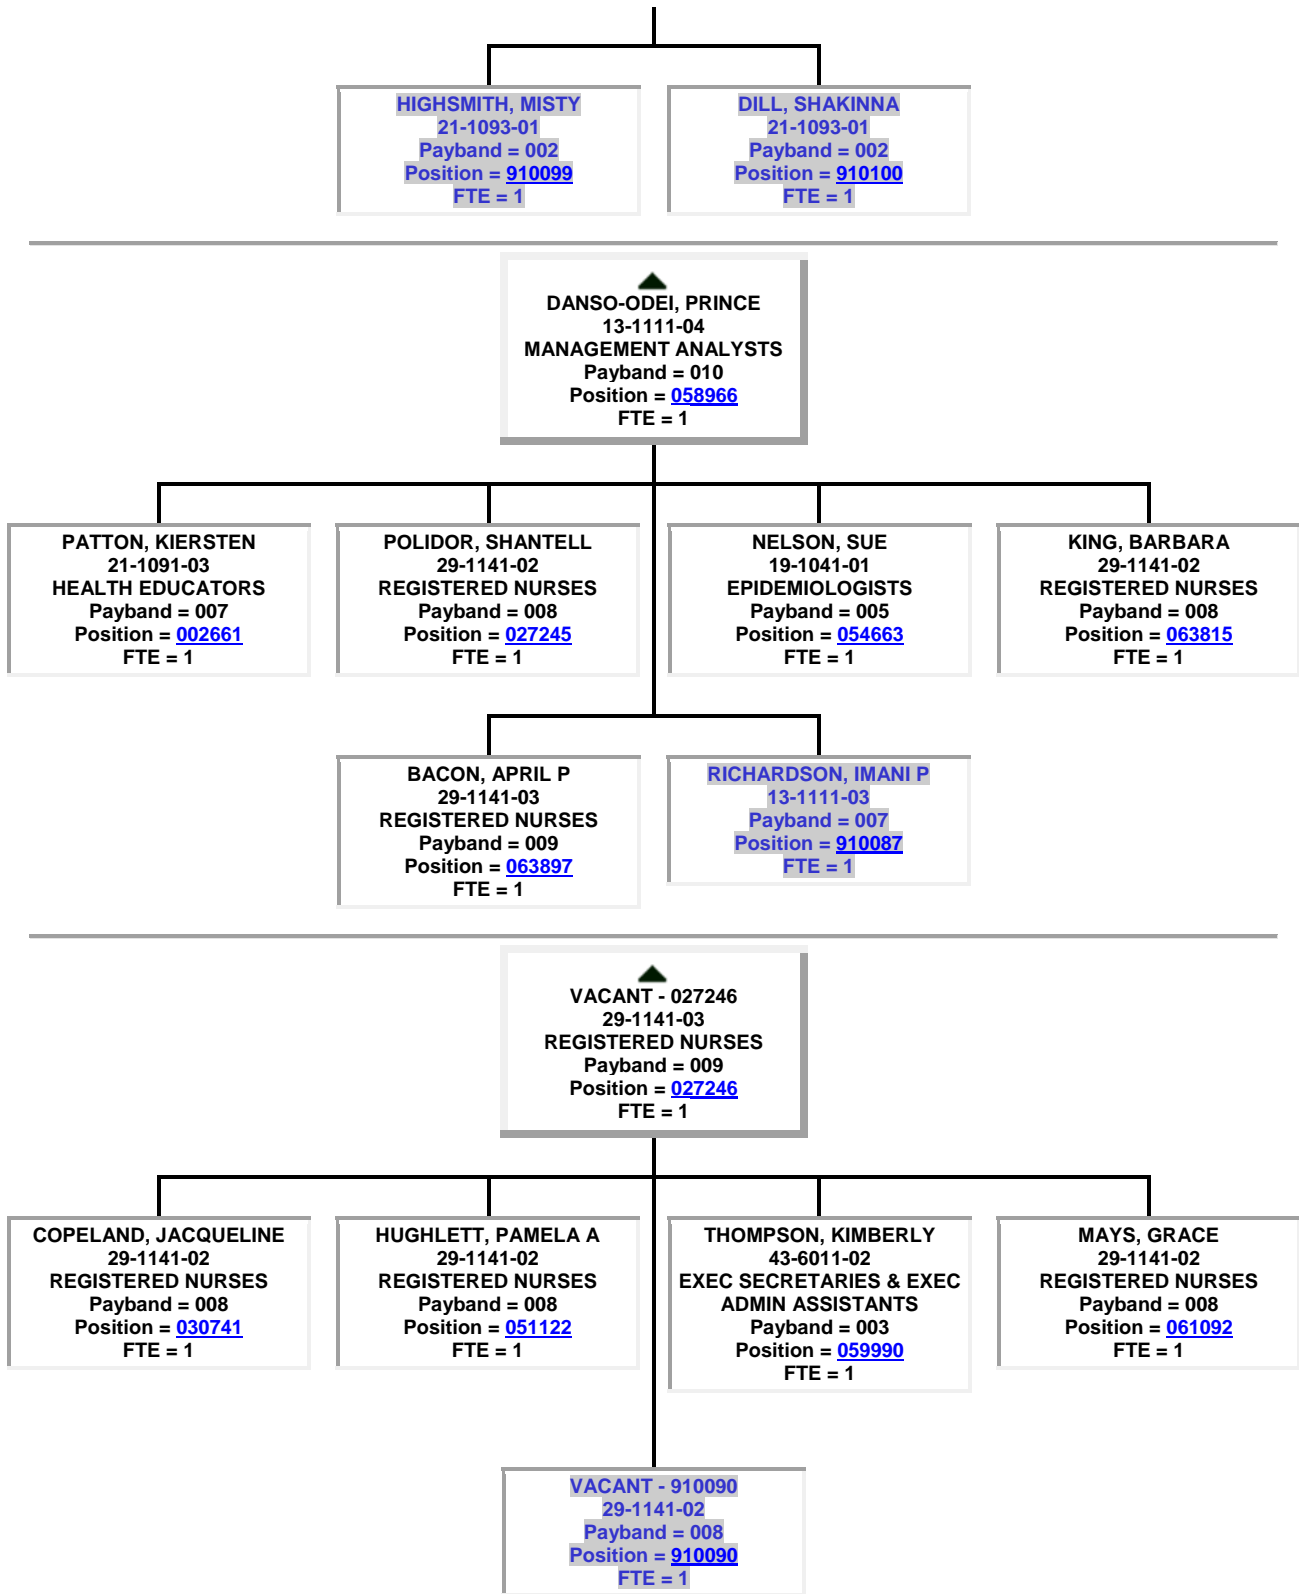 HIGHSMITH, MISTY
21-1093-01
Payband = 002
Position = 910099
FTE = 1
DILL, SHAKINNA
21-1093-01
Payband = 002
Position = 910100
FTE = 1
DANSO-ODEI, PRINCE
13-1111-04
MANAGEMENT ANALYSTS
Payband = 010
Position = 058966
FTE = 1
PATTON, KIERSTEN
21-1091-03
HEALTH EDUCATORS
Payband = 007
Position = 002661
FTE = 1
POLIDOR, SHANTELL
29-1141-02
REGISTERED NURSES
Payband = 008
Position = 027245
FTE = 1
NELSON, SUE
19-1041-01
EPIDEMIOLOGISTS
Payband = 005
Position = 054663
FTE = 1
KING, BARBARA
29-1141-02
REGISTERED NURSES
Payband = 008
Position = 063815
FTE = 1
BACON, APRIL P
29-1141-03
REGISTERED NURSES
Payband = 009
Position = 063897
FTE = 1
RICHARDSON, IMANI P
13-1111-03
Payband = 007
Position = 910087
FTE = 1
VACANT - 027246
29-1141-03
REGISTERED NURSES
Payband = 009
Position = 027246
FTE = 1
COPELAND, JACQUELINE
29-1141-02
REGISTERED NURSES
Payband = 008
Position = 030741
FTE = 1
HUGHLETT, PAMELA A
29-1141-02
REGISTERED NURSES
Payband = 008
Position = 051122
FTE = 1
THOMPSON, KIMBERLY
43-6011-02
EXEC SECRETARIES & EXEC
ADMIN ASSISTANTS
Payband = 003
Position = 059990
FTE = 1
MAYS, GRACE
29-1141-02
REGISTERED NURSES
Payband = 008
Position = 061092
FTE = 1
VACANT - 910090
29-1141-02
Payband = 008
Position = 910090
FTE = 1